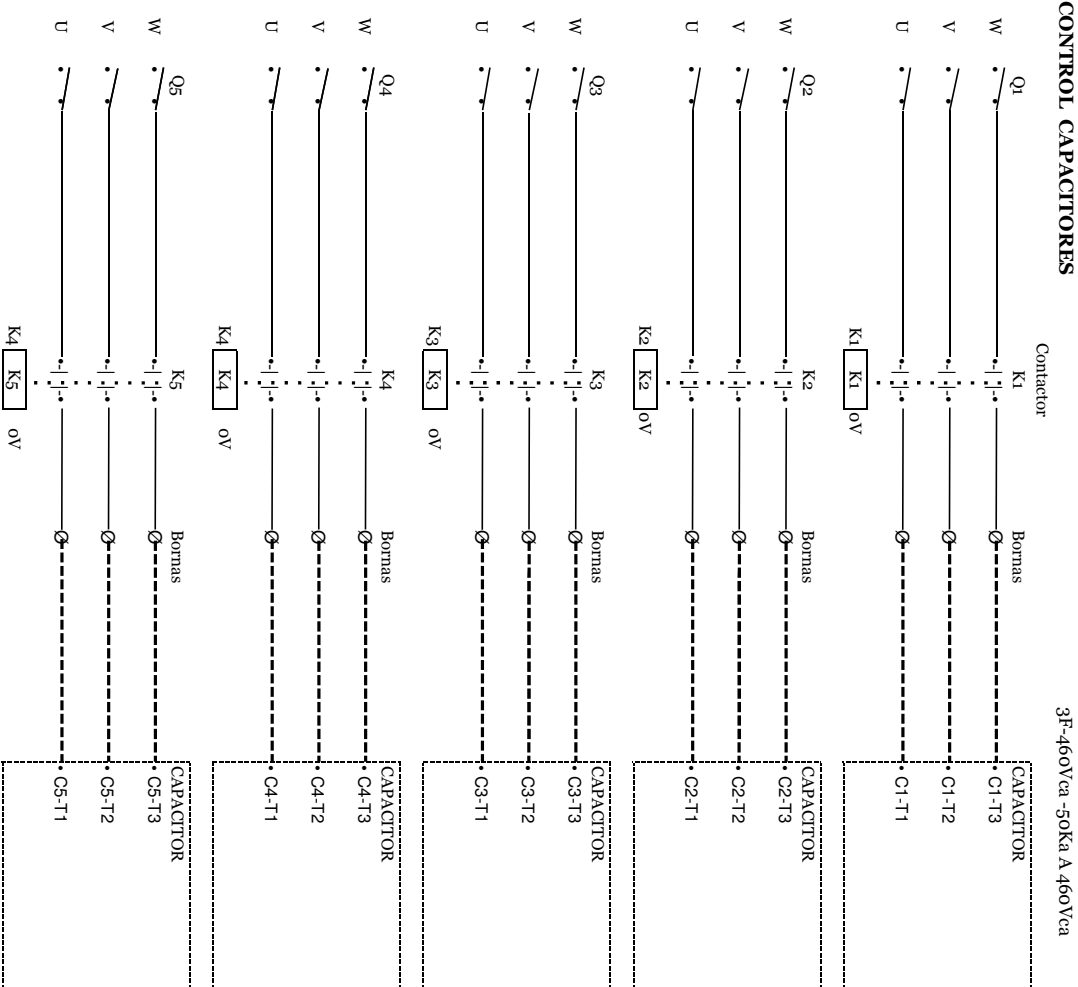 CONTROL CAPACITORES
3F-460Vca -50Ka A 460Vca
Contactor
Q1 K1 Bornas CAPACITOR
W C1-T3
V C1-T2
U C1-T1
K1 K1 0V
Q2 K2 Bornas CAPACITOR
W C2-T3
V C2-T2
U C2-T1
K2 K2 0V
Q3 K3 Bornas CAPACITOR
W C3-T3
V C3-T2
U C3-T1
K3 K3 0V
Q4 K4 Bornas CAPACITOR
W C4-T3
V C4-T2
U C4-T1
K4 K4 0V
Q5 K5 Bornas CAPACITOR
W C5-T3
V C5-T2
U C5-T1
K4 K5 0V